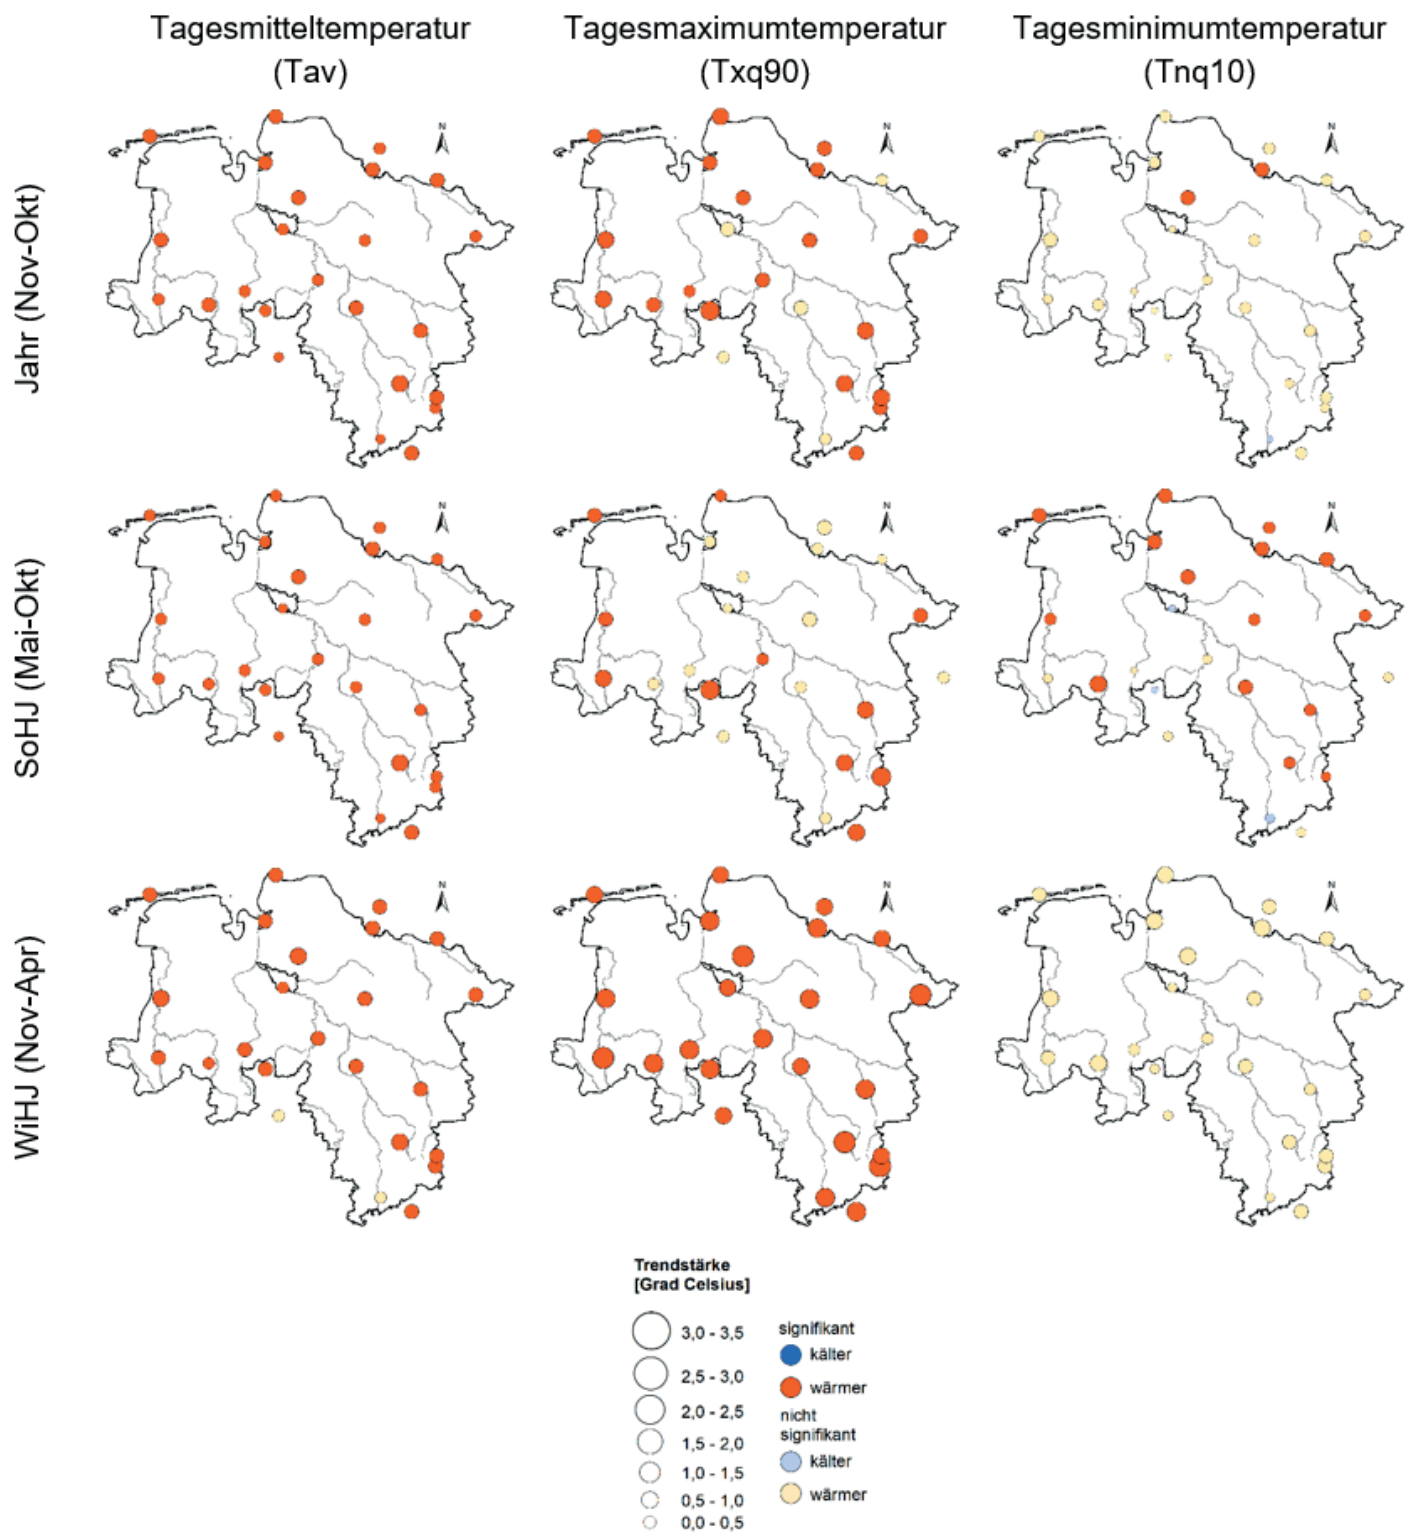 Tagesmitteltemperatur
(Tav)
Tagesmaximumtemperatur
(Txq90)
Tagesminimumtemperatur
(Tnq10)
Jahr (Nov-Okt)
N
N
N
SoHJ (Mai-Okt)
N
N
N
WiHJ (Nov-Apr)
N
N
N
Trendstärke
[Grad Celsius]
3,0 - 3,5
2,5 - 3,0
2,0 - 2,5
1,5 - 2,0
1,0 - 1,5
0,5 - 1,0
0,0 - 0,5
signifikant
kälter
wärmer
nicht
signifikant
kälter
wärmer